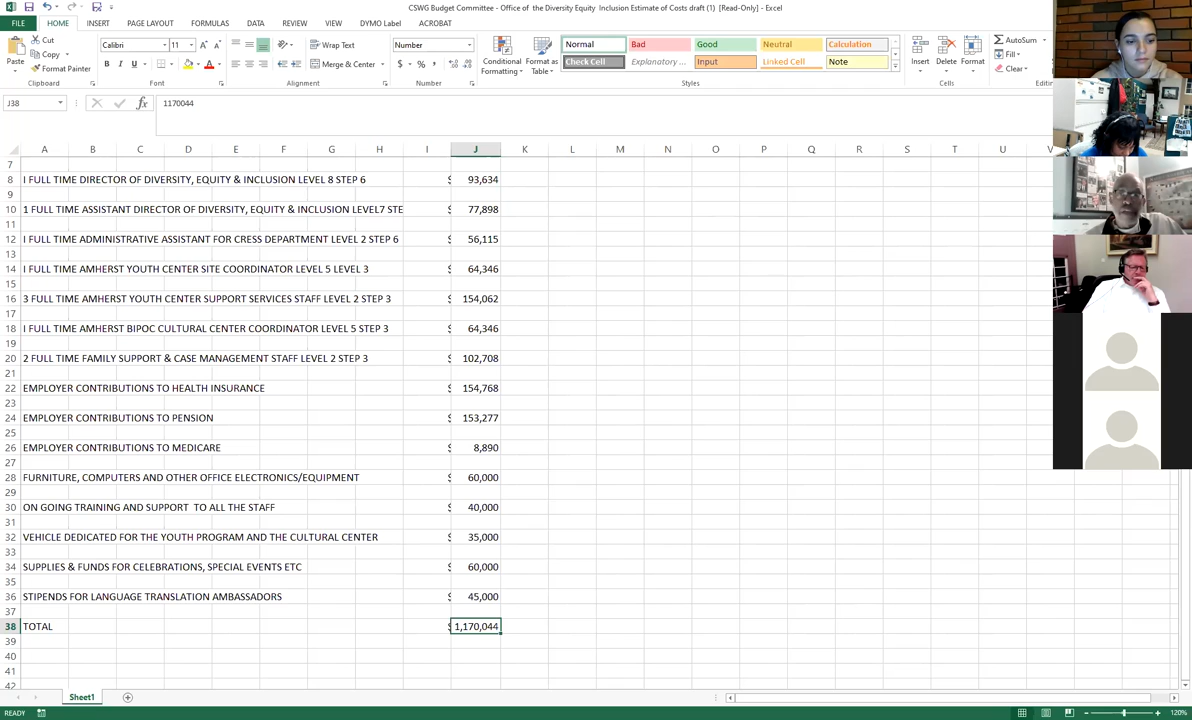 CSWG Budget Committee - Office of the Diversity Equity Inclusion Estimate of Costs draft (1) [Read-Only] - Excel
FILE HOME INSERT PAGE LAYOUT FORMULAS DATA REVIEW VIEW DYMO Label ACROBAT
Paste
Cut
Copy
Format Painter
Clipboard
Calibri 11
B I U
Font
Wrap Text
Merge & Center
Alignment
Number
$ % ,
Number
Conditional Formatting
Format as Table
Normal Bad Good Neutral Calculation
Check Cell Explanatory ... Input Linked Cell Note
Styles
Insert Delete Format
Cells
AutoSum
Fill
Clear
J38 fx 1170044
A B C D E F G H I J K L M N O P Q R S T U V
7
8 I FULL TIME DIRECTOR OF DIVERSITY, EQUITY & INCLUSION LEVEL 8 STEP 6 $ 93,634
9
10 1 FULL TIME ASSISTANT DIRECTOR OF DIVERSITY, EQUITY & INCLUSION LEVEL7 STE 77,898
11
12 I FULL TIME ADMINISTRATIVE ASSISTANT FOR CRESS DEPARTMENT LEVEL 2 STEP 6 $ 56,115
13
14 I FULL TIME AMHERST YOUTH CENTER SITE COORDINATOR LEVEL 5 LEVEL 3 $ 64,346
15
16 3 FULL TIME AMHERST YOUTH CENTER SUPPORT SERVICES STAFF LEVEL 2 STEP 3 $ 154,062
17
18 I FULL TIME AMHERST BIPOC CULTURAL CENTER COORDINATOR LEVEL 5 STEP 3 $ 64,346
19
20 2 FULL TIME FAMILY SUPPORT & CASE MANAGEMENT STAFF LEVEL 2 STEP 3 $ 102,708
21
22 EMPLOYER CONTRIBUTIONS TO HEALTH INSURANCE $ 154,768
23
24 EMPLOYER CONTRIBUTIONS TO PENSION $ 153,277
25
26 EMPLOYER CONTRIBUTIONS TO MEDICARE $ 8,890
27
28 FURNITURE, COMPUTERS AND OTHER OFFICE ELECTRONICS/EQUIPMENT $ 60,000
29
30 ON GOING TRAINING AND SUPPORT TO ALL THE STAFF $ 40,000
31
32 VEHICLE DEDICATED FOR THE YOUTH PROGRAM AND THE CULTURAL CENTER $ 35,000
33
34 SUPPLIES & FUNDS FOR CELEBRATIONS, SPECIAL EVENTS ETC $ 60,000
35
36 STIPENDS FOR LANGUAGE TRANSLATION AMBASSADORS $ 45,000
37
38 TOTAL $ 1,170,044
39
40
41
42
Sheet1
READY 120%